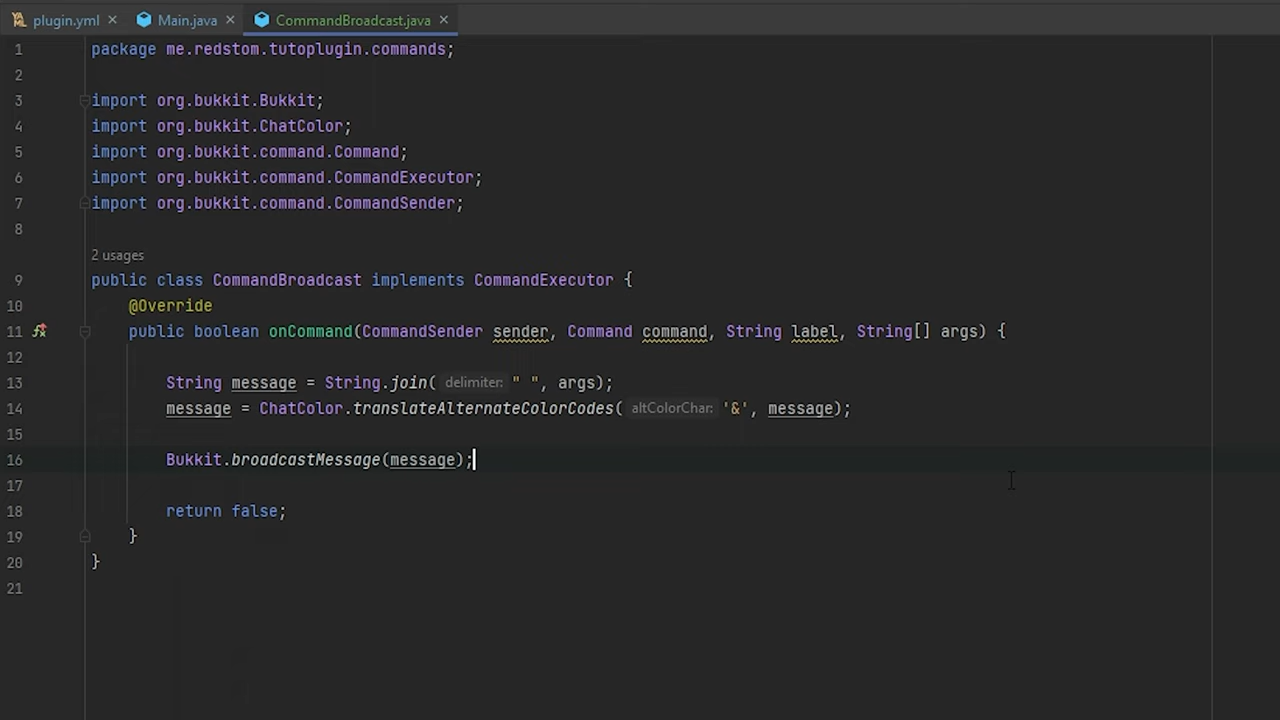 plugin.yml Main.java CommandBroadcast.java
1 package me.redstom.tutoplugin.commands;
2
3 import org.bukkit.Bukkit;
4 import org.bukkit.ChatColor;
5 import org.bukkit.command.Command;
6 import org.bukkit.command.CommandExecutor;
7 import org.bukkit.command.CommandSender;
8
2 usages
9 public class CommandBroadcast implements CommandExecutor {
10 @Override
11 public boolean onCommand(CommandSender sender, Command command, String label, String[] args) {
12
13 String message = String.join( delimiter: " ", args);
14 message = ChatColor.translateAlternateColorCodes( altColorChar: '&', message);
15
16 Bukkit.broadcastMessage(message);
17
18 return false;
19 }
20 }
21